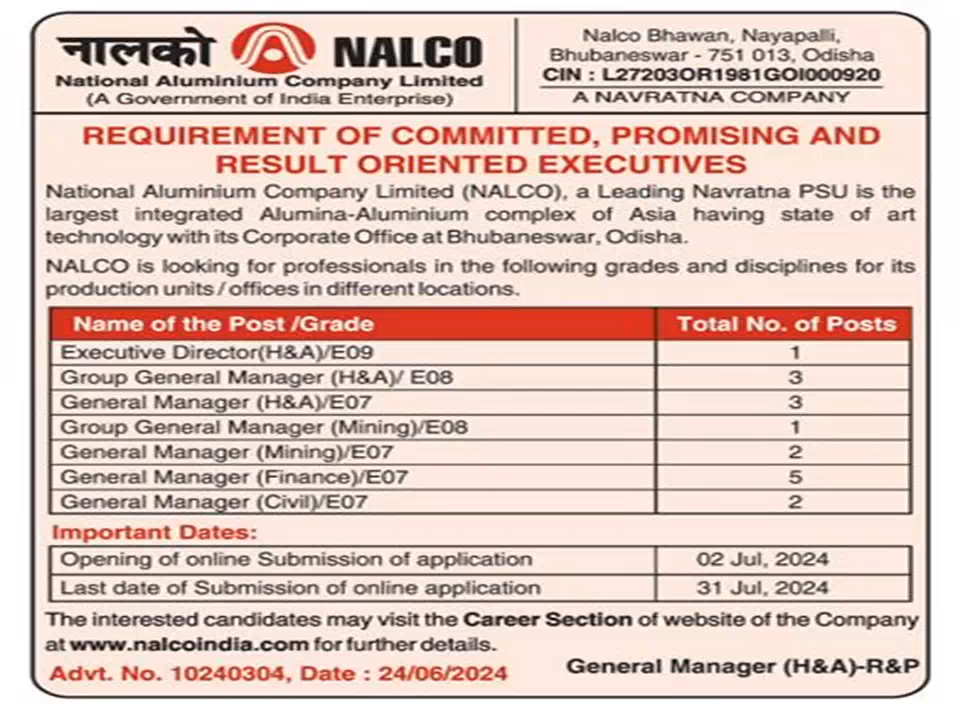 नालको NALCO
National Aluminium Company Limited
(A Government of India Enterprise)
Nalco Bhawan, Nayapalli,
Bhubaneswar - 751 013, Odisha
CIN : L27203OR1981GOI000920
A NAVRATNA COMPANY
REQUIREMENT OF COMMITTED, PROMISING AND
RESULT ORIENTED EXECUTIVES
National Aluminium Company Limited (NALCO), a Leading Navratna PSU is the
largest integrated Alumina-Aluminium complex of Asia having state of art
technology with its Corporate Office at Bhubaneswar, Odisha.
NALCO is looking for professionals in the following grades and disciplines for its
production units / offices in different locations.
Name of the Post /Grade Total No. of Posts
Executive Director(H&A)/E09 1
Group General Manager (H&A)/ E08 3
General Manager (H&A)/E07 3
Group General Manager (Mining)/E08 1
General Manager (Mining)/E07 2
General Manager (Finance)/E07 5
General Manager (Civil)/E07 2
Important Dates:
Opening of online Submission of application 02 Jul, 2024
Last date of Submission of online application 31 Jul, 2024
The interested candidates may visit the Career Section of website of the Company
at www.nalcoindia.com for further details.
Advt. No. 10240304, Date : 24/06/2024
General Manager (H&A)-R&P